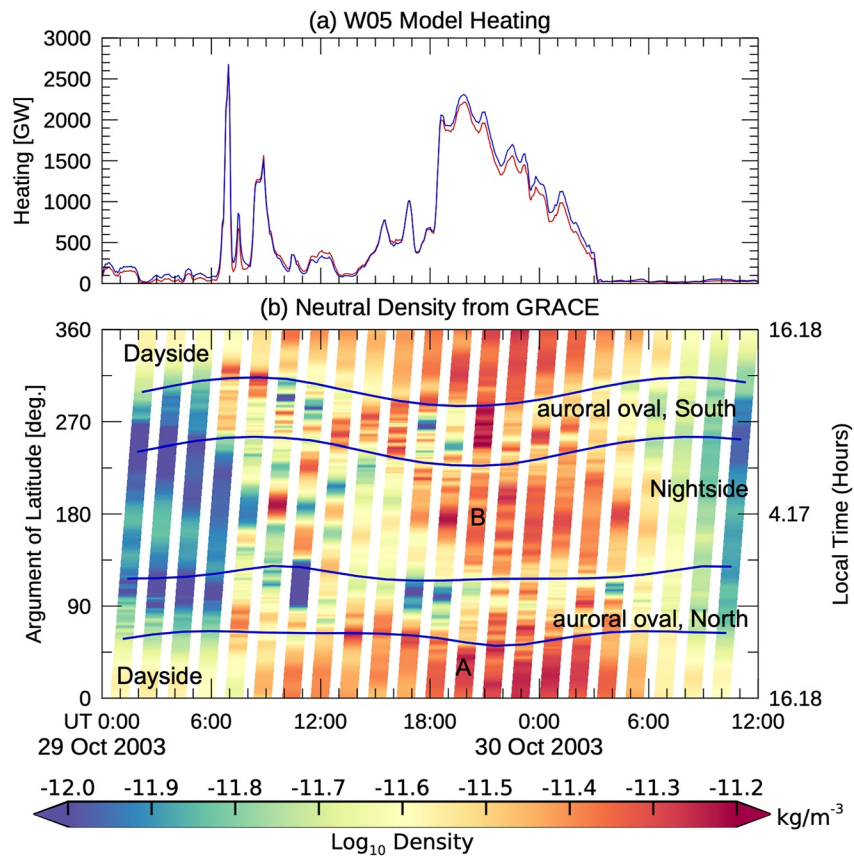 (a) W05 Model Heating
3000
2500
2000
1500
1000
500
0
Heating [GW]
(b) Neutral Density from GRACE
360
270
180
90
0
Argument of Latitude [deg.]
Dayside
auroral oval, South
Nightside
B
auroral oval, North
A
Dayside
16.18
4.17
16.18
Local Time (Hours)
UT 0:00 6:00 12:00 18:00 0:00 6:00 12:00
29 Oct 2003 30 Oct 2003
-12.0 -11.9 -11.8 -11.7 -11.6 -11.5 -11.4 -11.3 -11.2
kg/m-3
Log10 Density